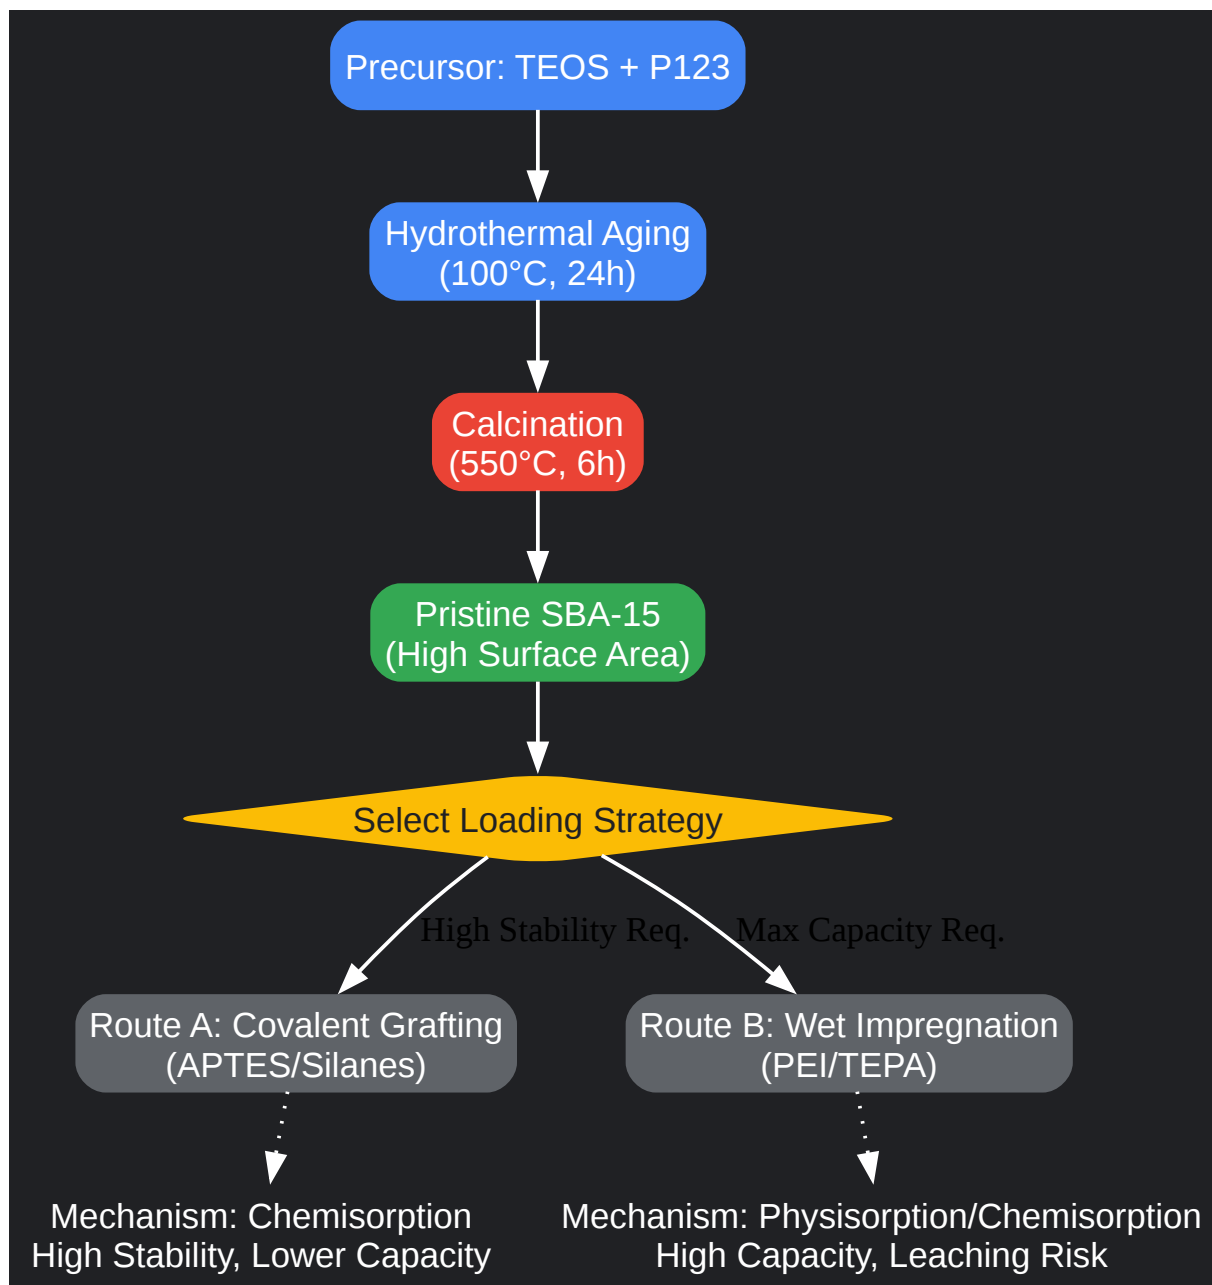 Precursor: TEOS + P123
Hydrothermal Aging
(100°C, 24h)
Calcination
(550°C, 6h)
Pristine SBA-15
(High Surface Area)
Select Loading Strategy
High Stability Req.
Max Capacity Req.
Route A: Covalent Grafting
(APTES/Silanes)
Route B: Wet Impregnation
(PEI/TEPA)
Mechanism: Chemisorption
High Stability, Lower Capacity
Mechanism: Physisorption/Chemisorption
High Capacity, Leaching Risk